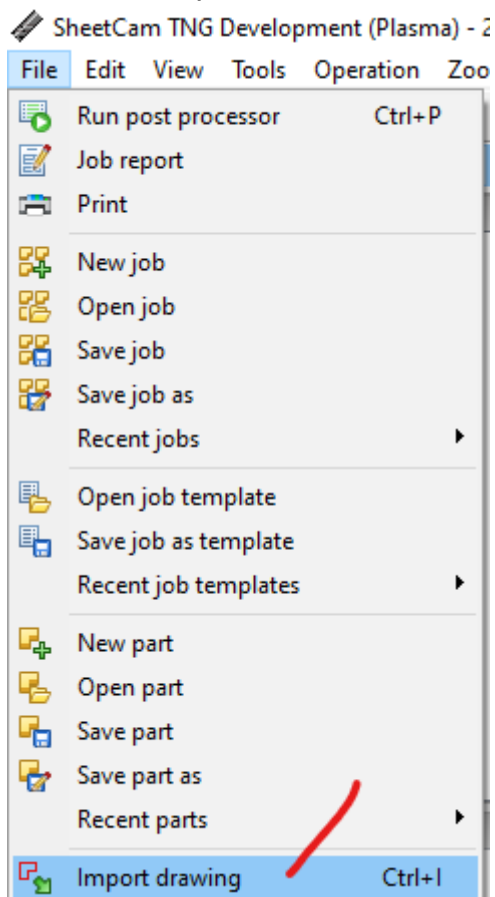 SheetCam TNG Development (Plasma) - 2
File Edit View Tools Operation Zoo
Run post processor Ctrl+P
Job report
Print
New job
Open job
Save job
Save job as
Recent jobs
Open job template
Save job as template
Recent job templates
New part
Open part
Save part
Save part as
Recent parts
Import drawing Ctrl+I